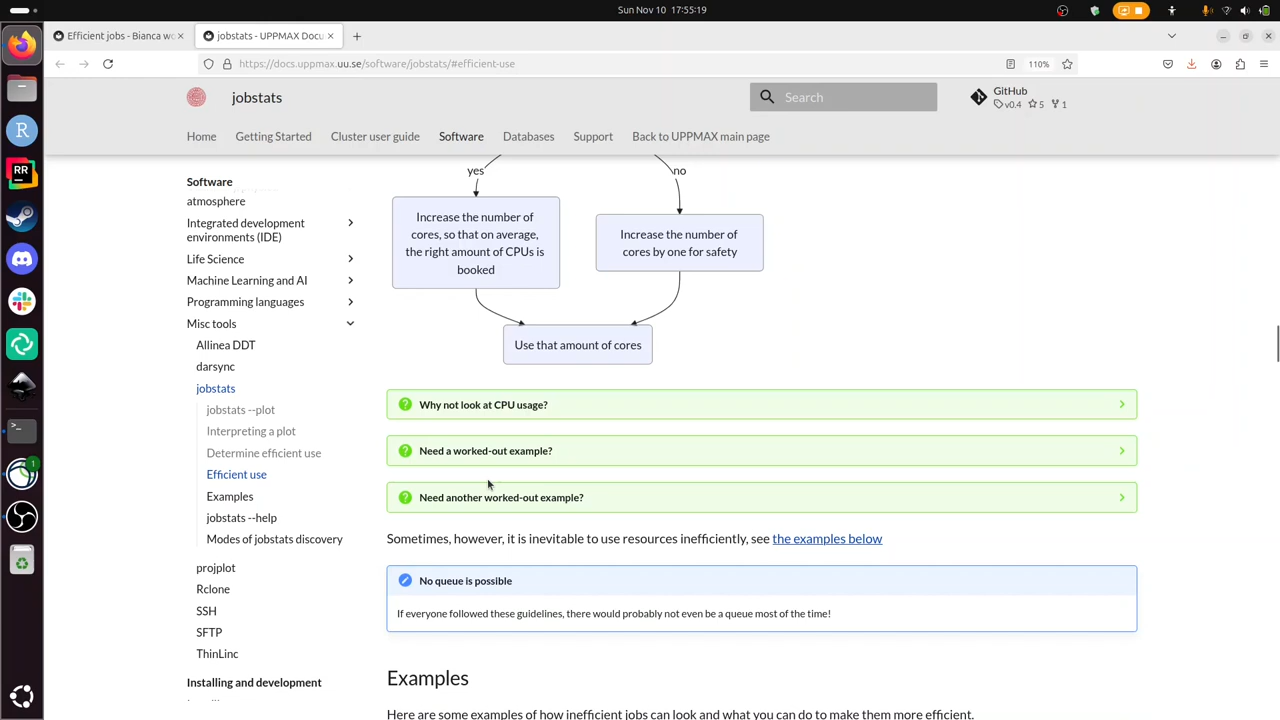 Sun Nov 10 17:55:19
Efficient jobs - Bianca wo
jobstats - UPPMAX Docu
https://docs.uppmax.uu.se/software/jobstats/#efficient-use
110%
jobstats
Search
GitHub
v0.4 5 1
Home
Getting Started
Cluster user guide
Software
Databases
Support
Back to UPPMAX main page
Software
atmosphere
Integrated development
environments (IDE)
Life Science
Machine Learning and AI
Programming languages
Misc tools
Allinea DDT
darsync
jobstats
jobstats --plot
Interpreting a plot
Determine efficient use
Efficient use
Examples
jobstats --help
Modes of jobstats discovery
projplot
Rclone
SSH
SFTP
ThinLinc
Installing and development
yes
no
Increase the number of
cores, so that on average,
the right amount of CPUs is
booked
Increase the number of
cores by one for safety
Use that amount of cores
Why not look at CPU usage?
Need a worked-out example?
Need another worked-out example?
Sometimes, however, it is inevitable to use resources inefficiently, see the examples below
No queue is possible
If everyone followed these guidelines, there would probably not even be a queue most of the time!
Examples
Here are some examples of how inefficient jobs can look and what you can do to make them more efficient.
R
RR
1